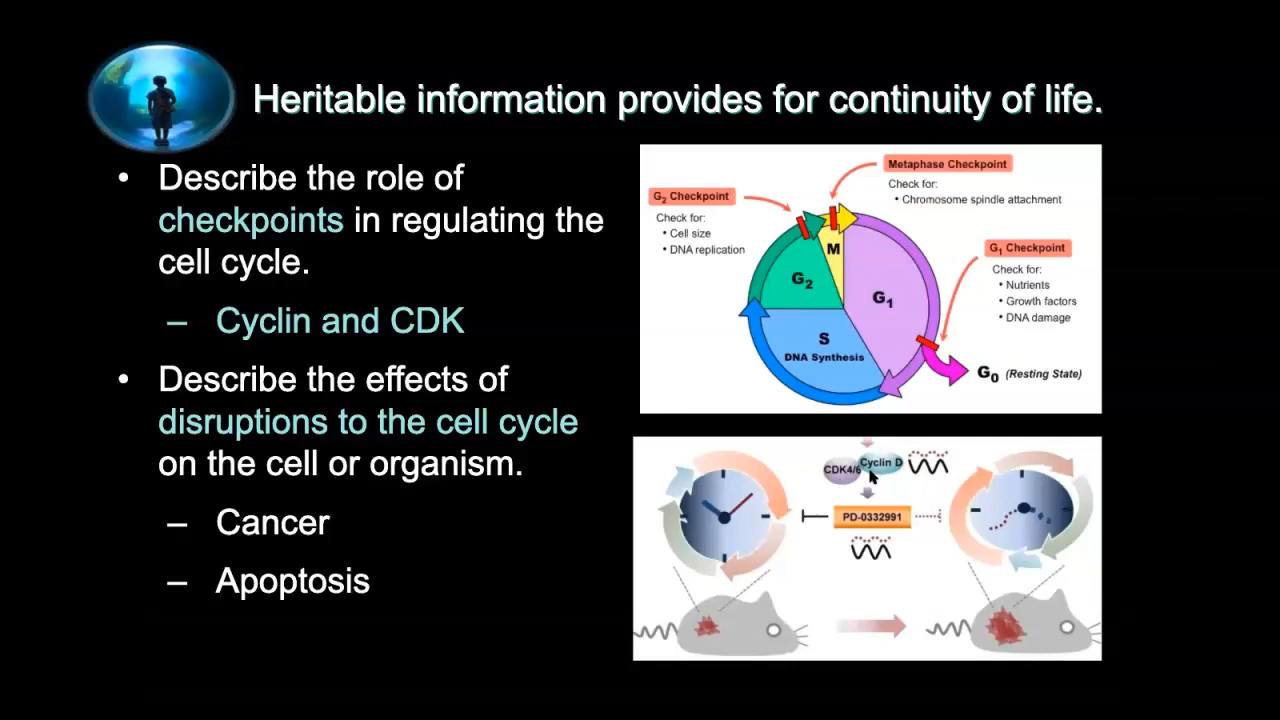 Heritable information provides for continuity of life.
• Describe the role of
checkpoints in regulating the
cell cycle.
– Cyclin and CDK
• Describe the effects of
disruptions to the cell cycle
on the cell or organism.
– Cancer
– Apoptosis
Metaphase Checkpoint
Check for:
• Chromosome spindle attachment
G2 Checkpoint
Check for:
• Cell size
• DNA replication
G1 Checkpoint
Check for:
• Nutrients
• Growth factors
• DNA damage
M
G2
G1
S
DNA Synthesis
G0 (Resting State)
CDK4/6
Cyclin D
PD-0332991